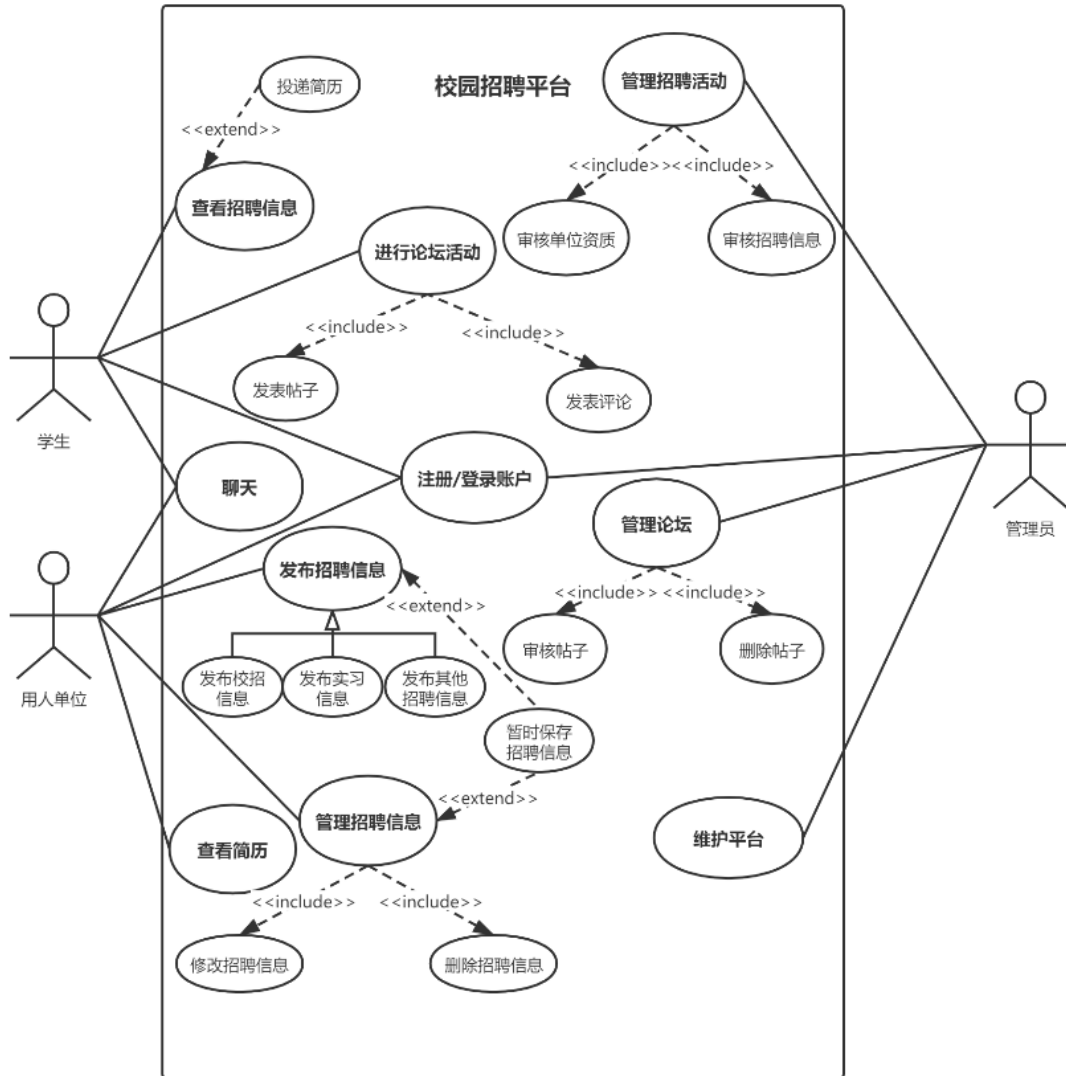 校园招聘平台
管理招聘活动
投递简历
<<extend>>
<<include>>
<<include>>
查看招聘信息
审核单位资质
审核招聘信息
进行论坛活动
<<include>>
<<include>>
发表帖子
发表评论
学生
聊天
注册/登录账户
管理论坛
管理员
发布招聘信息
<<include>>
<<include>>
<<extend>>
审核帖子
删除帖子
用人单位
发布校招
信息
发布实习
信息
发布其他
招聘信息
暂时保存
招聘信息
<<extend>>
管理招聘信息
查看简历
维护平台
<<include>>
<<include>>
修改招聘信息
删除招聘信息